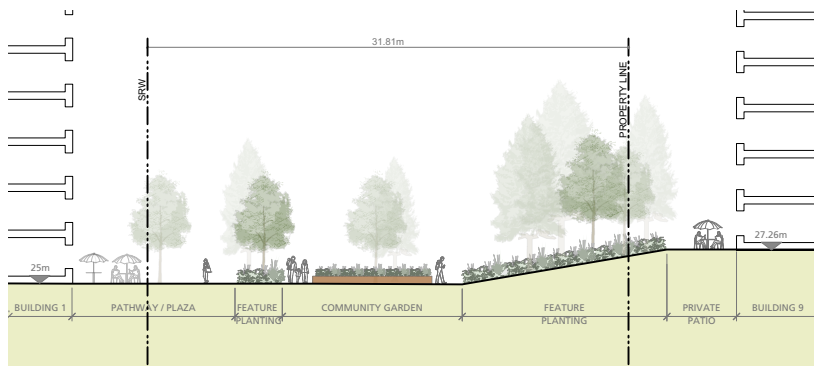 31.81m
SRW
PROPERTY LINE
25m
27.26m
BUILDING 1
PATHWAY / PLAZA
FEATURE
PLANTING
COMMUNITY GARDEN
FEATURE
PLANTING
PRIVATE
PATIO
BUILDING 9